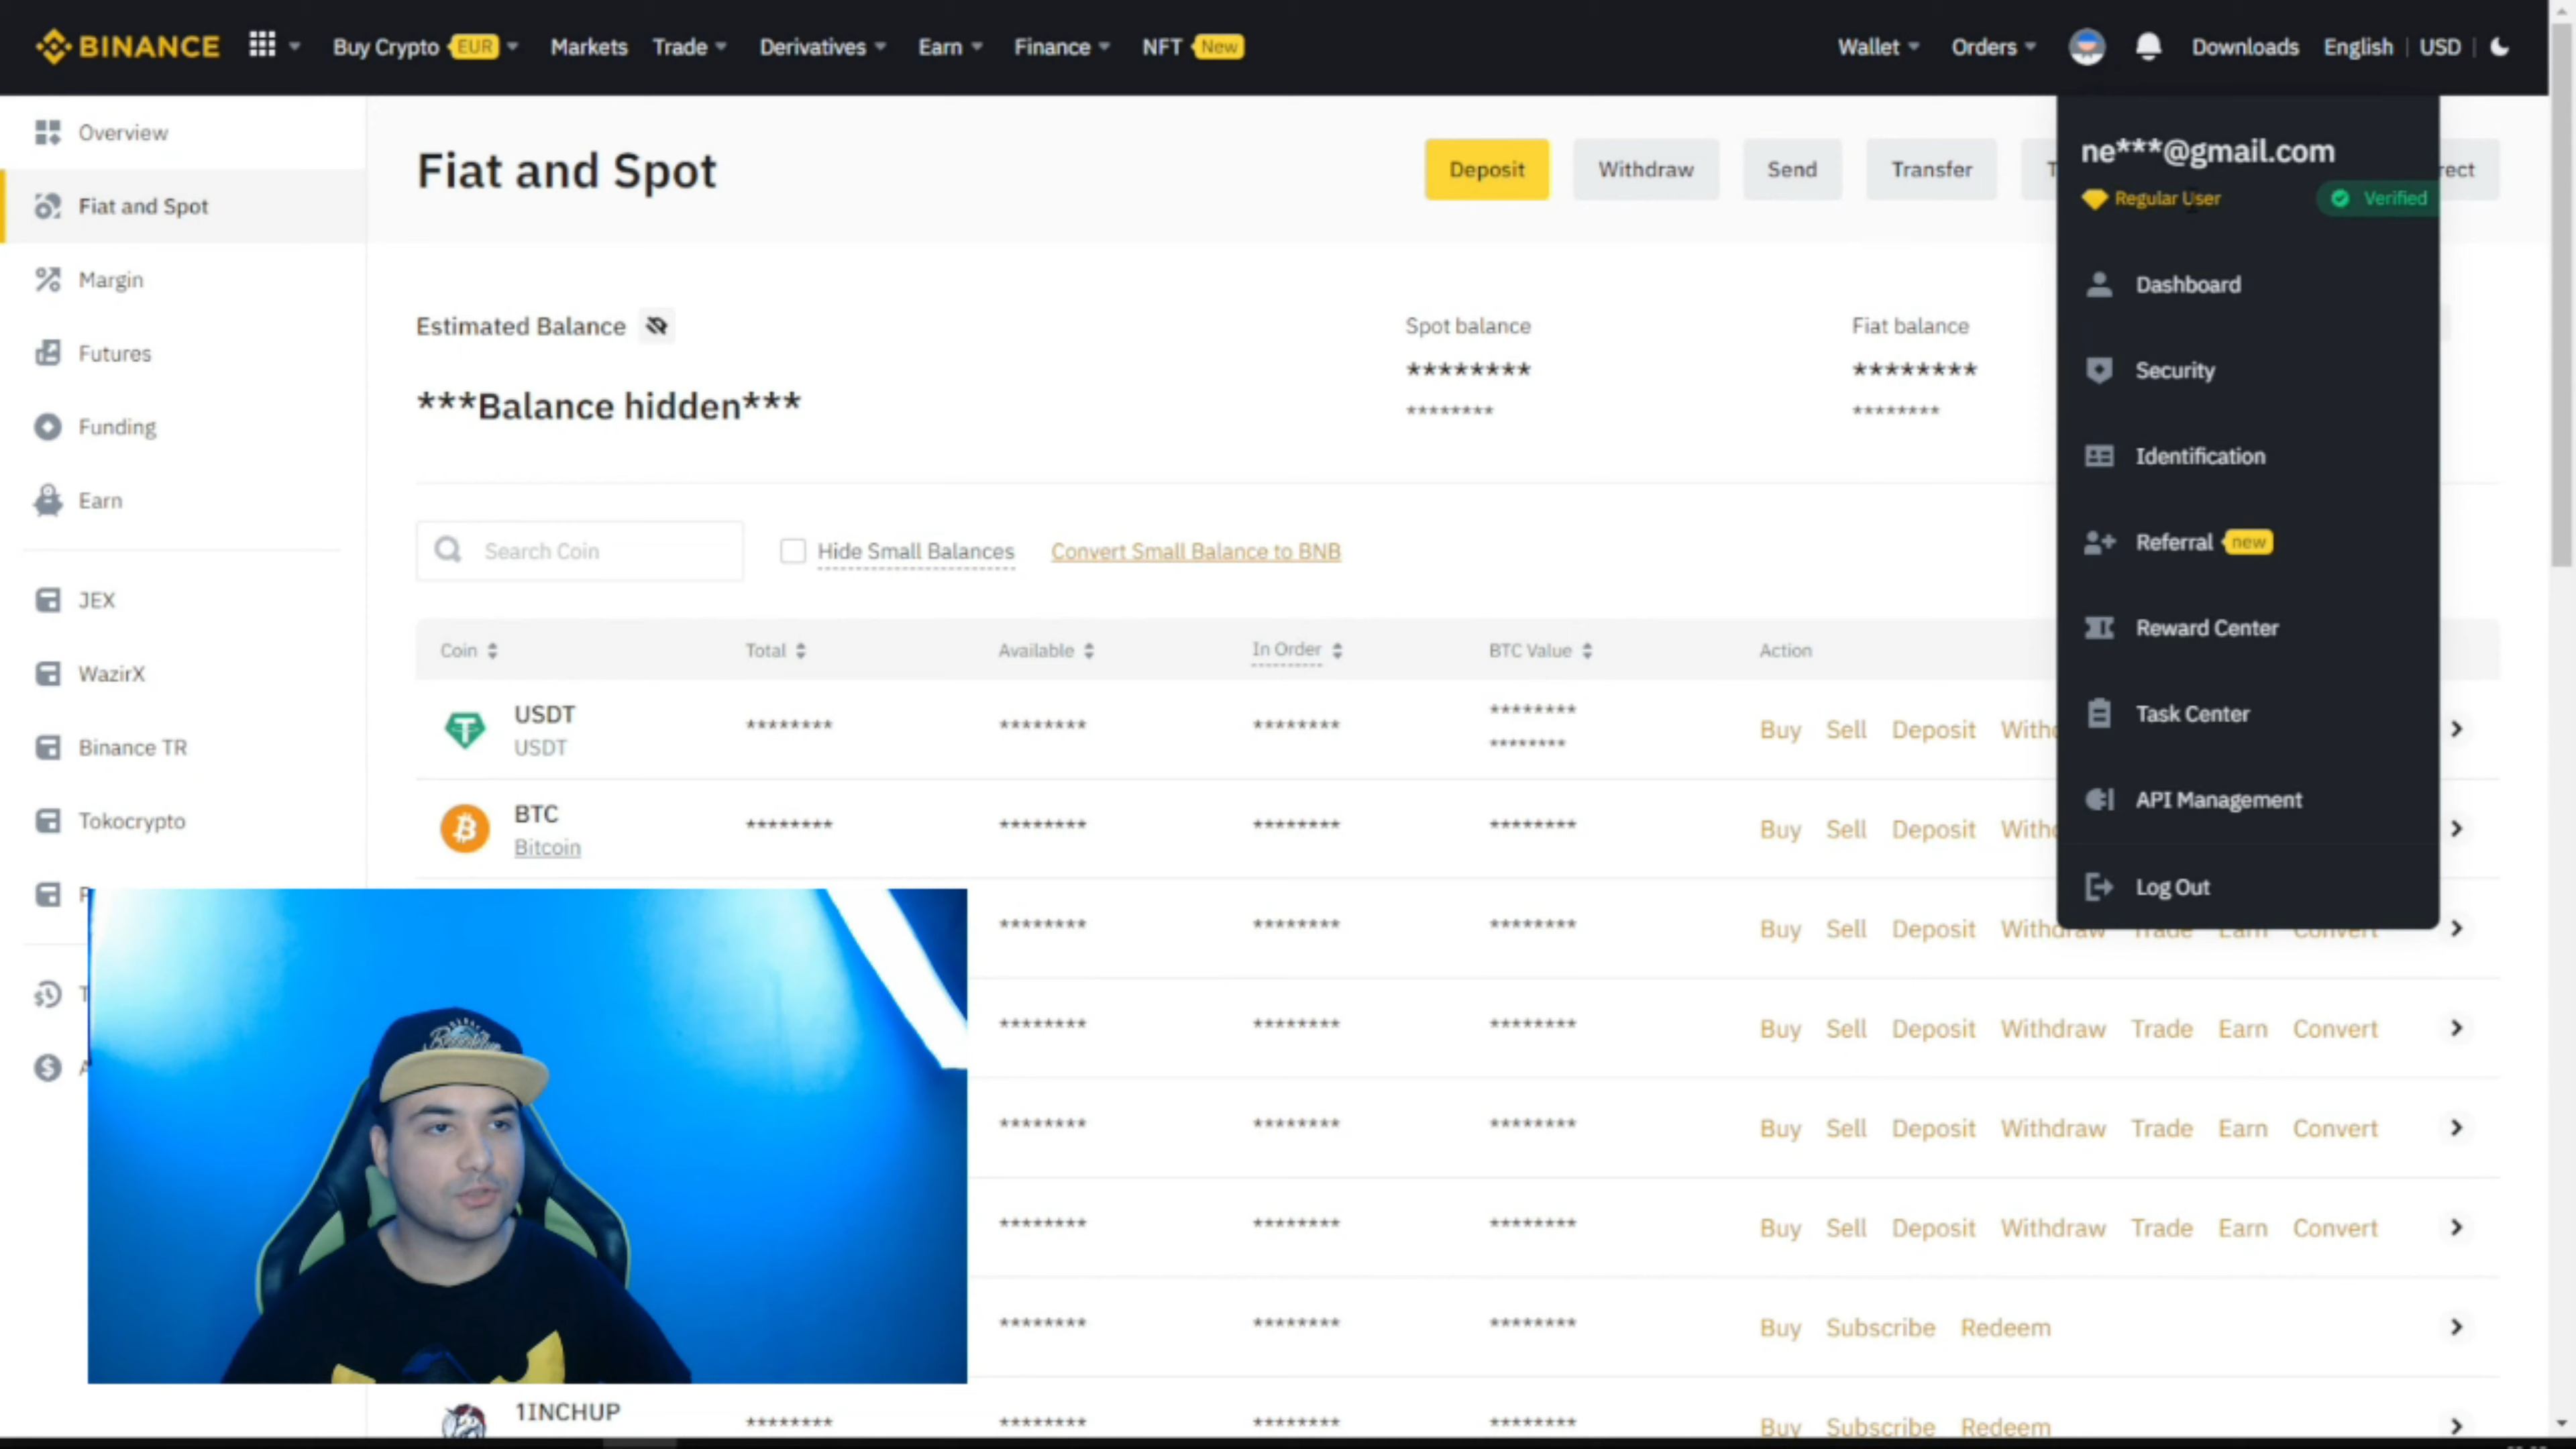 BINANCE Buy Crypto EUR Markets Trade Derivatives Earn Finance NFT New Wallet Orders Downloads English | USD
Overview
Fiat and Spot
Margin
Futures
Funding
Earn
JEX
WazirX
Binance TR
Tokocrypto
Fiat and Spot
Deposit Withdraw Send Transfer
Estimated Balance
***Balance hidden***
Spot balance
********
********
Fiat balance
********
********
Search Coin Hide Small Balances Convert Small Balance to BNB
Coin Total Available In Order BTC Value Action
USDT ******** ******** ******** ******** Buy Sell Deposit
USDT ********
BTC ******** ******** ******** ******** Buy Sell Deposit
Bitcoin
******** ******** ******** Buy Sell Deposit Withdraw Trade Earn Convert
******** ******** ******** Buy Sell Deposit Withdraw Trade Earn Convert
******** ******** ******** Buy Sell Deposit Withdraw Trade Earn Convert
******** ******** ******** Buy Sell Deposit Withdraw Trade Earn Convert
******** ******** ******** Buy Subscribe Redeem
1INCHUP ******** ******** ******** ******** Buy Subscribe Redeem
ne***@gmail.com
Regular User Verified
Dashboard
Security
Identification
Referral new
Reward Center
Task Center
API Management
Log Out